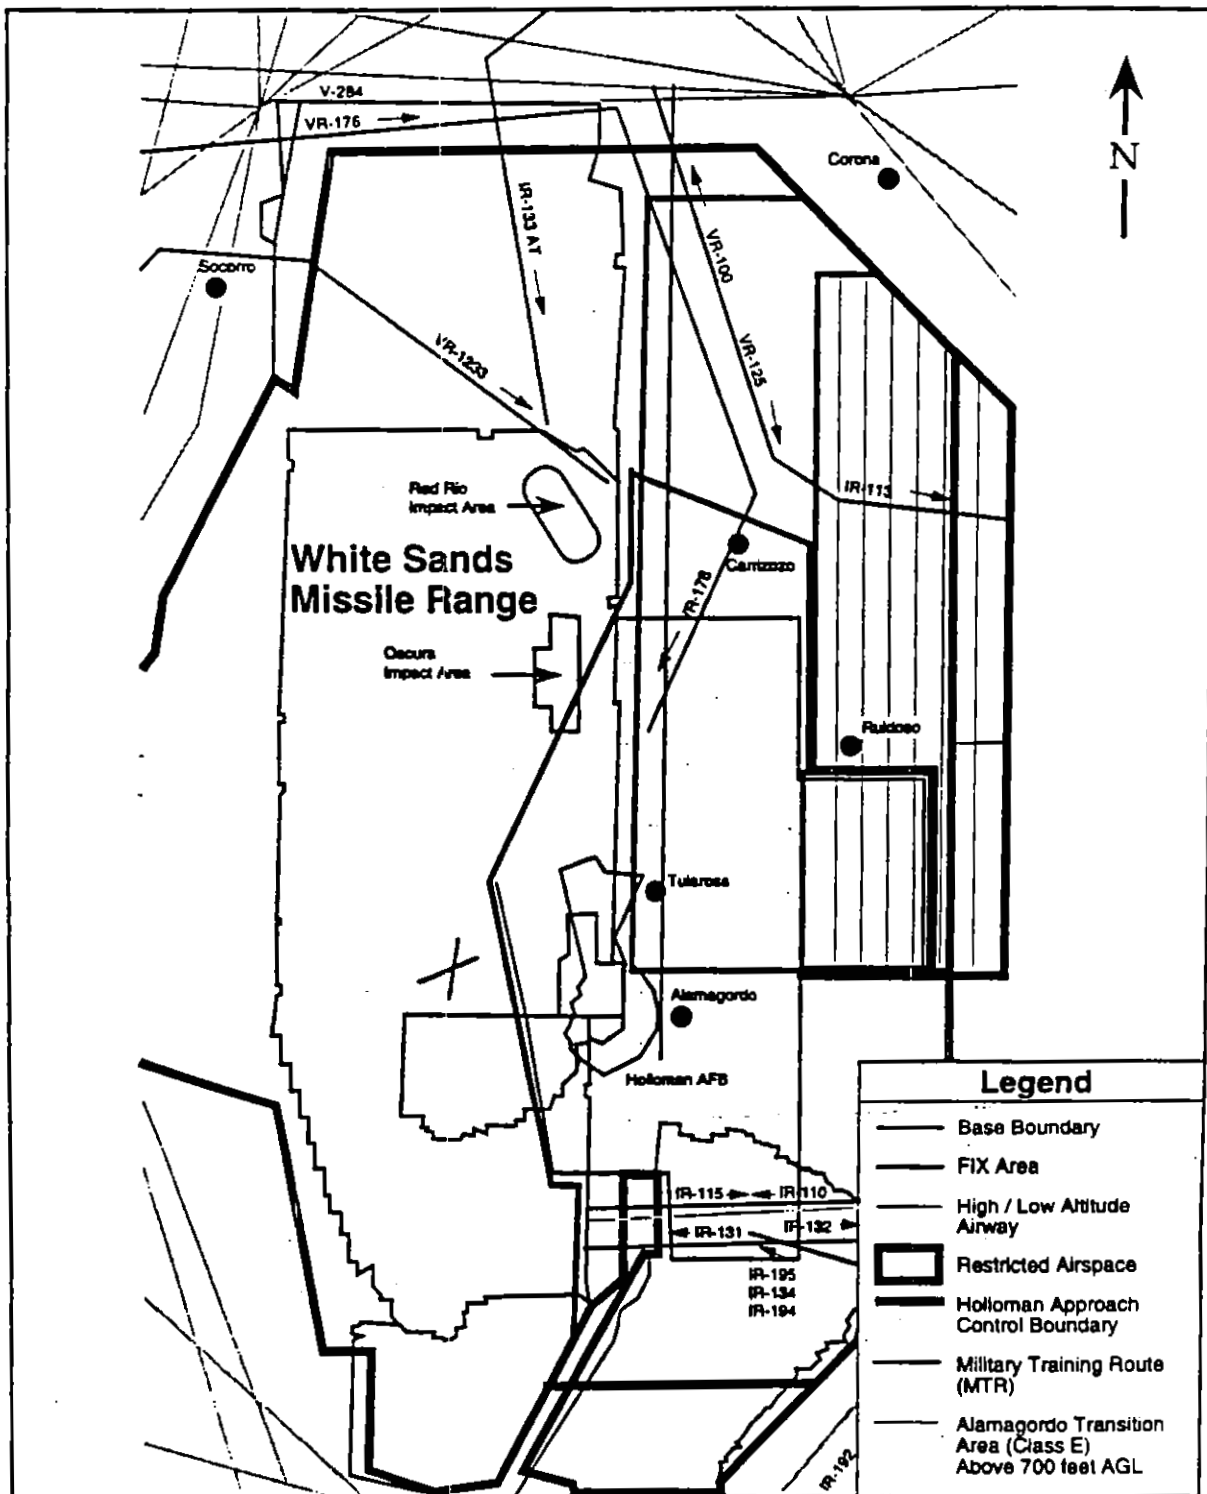 V-284
VR-176
Corona
N
IR-133 AT
VR-100
Socorro
VR-1233
VR-125
IR-113
Red Rio
Impact Area
White Sands
Missile Range
Carrizozo
VR-176
Oscura
Impact Area
Ruidoso
Tularosa
Alamagordo
Holloman AFB
IR-115
IR-110
IR-131
IR-132
IR-195
IR-134
IR-194
IR-192
Legend
Base Boundary
FIX Area
High / Low Altitude
Airway
Restricted Airspace
Holloman Approach
Control Boundary
Military Training Route
(MTR)
Alamagordo Transition
Area (Class E)
Above 700 feet AGL